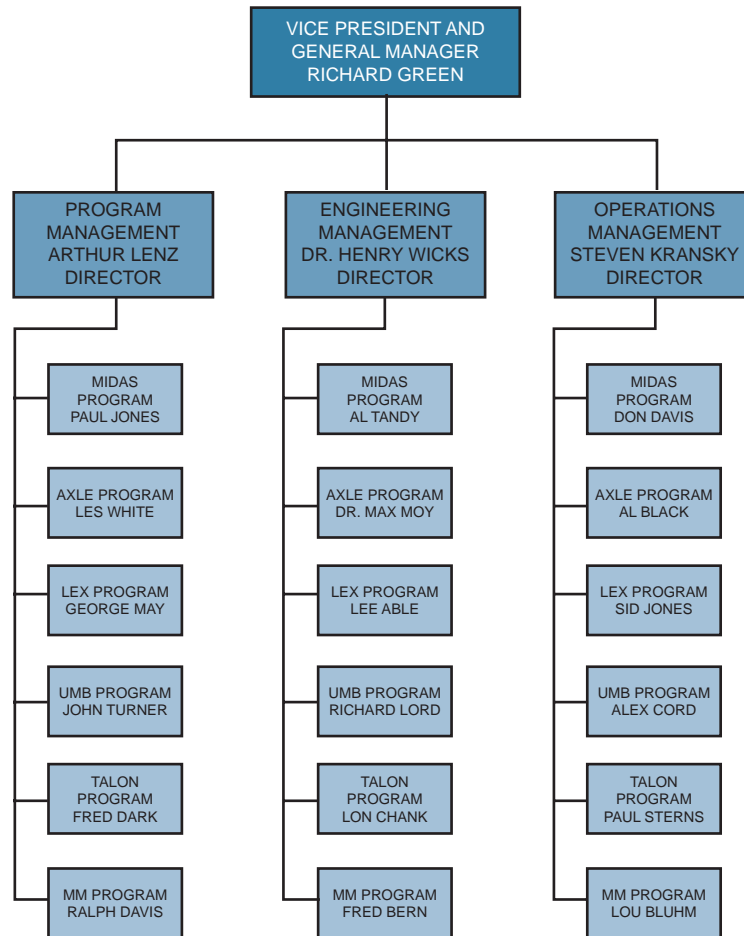 VICE PRESIDENT AND
GENERAL MANAGER
RICHARD GREEN
PROGRAM
MANAGEMENT
ARTHUR LENZ
DIRECTOR
ENGINEERING
MANAGEMENT
DR. HENRY WICKS
DIRECTOR
OPERATIONS
MANAGEMENT
STEVEN KRANSKY
DIRECTOR
MIDAS
PROGRAM
PAUL JONES
AXLE PROGRAM
LES WHITE
LEX PROGRAM
GEORGE MAY
UMB PROGRAM
JOHN TURNER
TALON
PROGRAM
FRED DARK
MM PROGRAM
RALPH DAVIS
MIDAS
PROGRAM
AL TANDY
AXLE PROGRAM
DR. MAX MOY
LEX PROGRAM
LEE ABLE
UMB PROGRAM
RICHARD LORD
TALON
PROGRAM
LON CHANK
MM PROGRAM
FRED BERN
MIDAS
PROGRAM
DON DAVIS
AXLE PROGRAM
AL BLACK
LEX PROGRAM
SID JONES
UMB PROGRAM
ALEX CORD
TALON
PROGRAM
PAUL STERNS
MM PROGRAM
LOU BLUHM